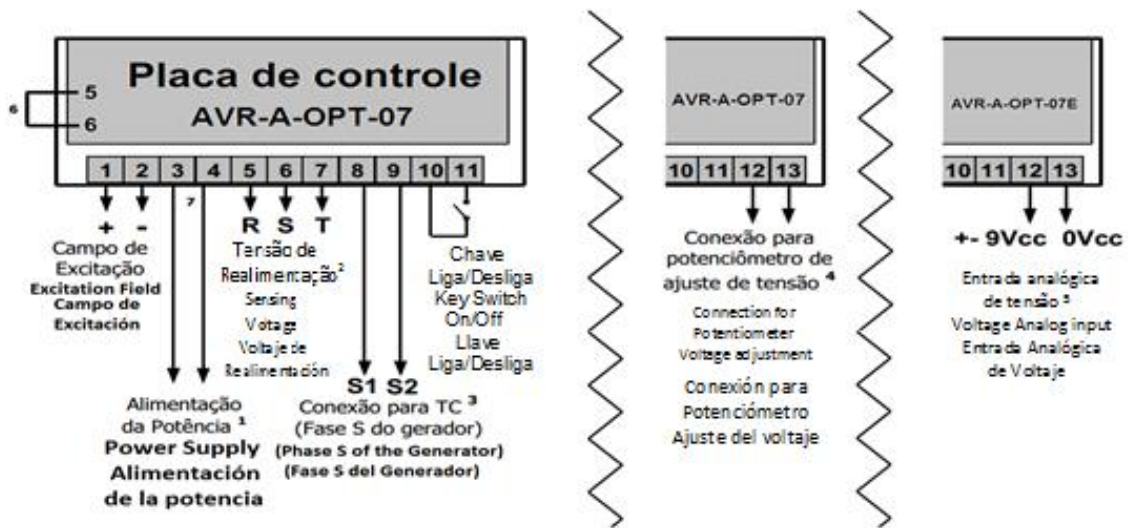 Placa de controle
AVR-A-OPT-07
5
6
6
1 2 3 4 5 6 7 8 9 10 11
7
+ -
Campo de
Excitação
Excitation Field
Campo de
Excitación
R S T
Tensão de
Realimentação²
Sensing
Voltage
Voltaje de
Realimentación
Chave
Liga/Desliga
Key Switch
On/Off
Llave
Liga/Desliga
Alimentação
da Potência ¹
Power Supply
Alimentación
de la potencia
S1 S2
Conexão para TC ³
(Fase S do gerador)
(Phase S of the Generator)
(Fase S del Generador)
AVR-A-OPT-07
10 11 12 13
Conexão para
potenciômetro de
ajuste de tensão ⁴
Connection for
Potentiometer
Voltage adjustment
Conexión para
Potenciómetro
Ajuste del voltaje
AVR-A-OPT-07E
10 11 12 13
+- 9Vcc 0Vcc
Entrada analógica
de tensão ⁵
Voltage Analog input
Entrada Analógica
de Voltaje